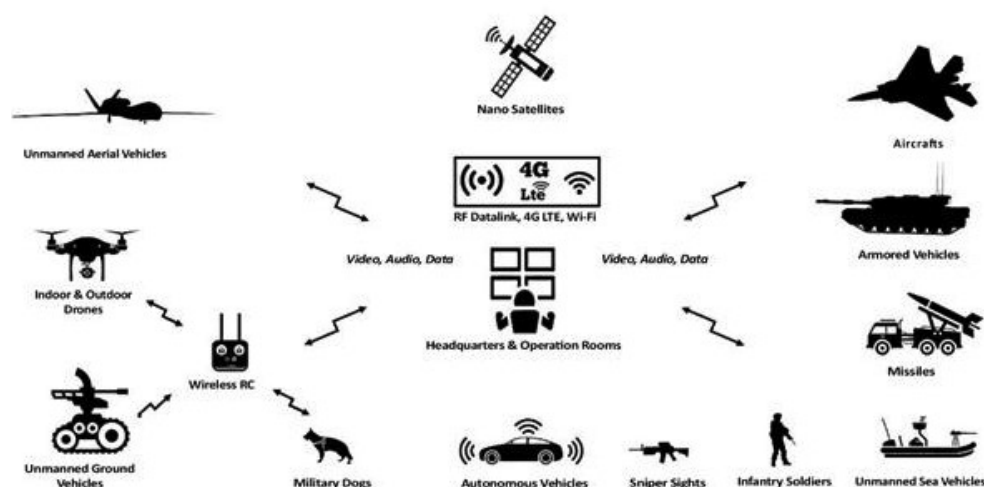 Nano Satellites
Unmanned Aerial Vehicles
Aircrafts
4G
Lte
RF Datalink, 4G LTE, Wi-Fi
Video, Audio, Data
Video, Audio, Data
Armored Vehicles
Indoor & Outdoor
Drones
Headquarters & Operation Rooms
Wireless RC
Missiles
Unmanned Ground
Vehicles
Military Dogs
Autonomous Vehicles
Sniper Sights
Infantry Soldiers
Unmanned Sea Vehicles